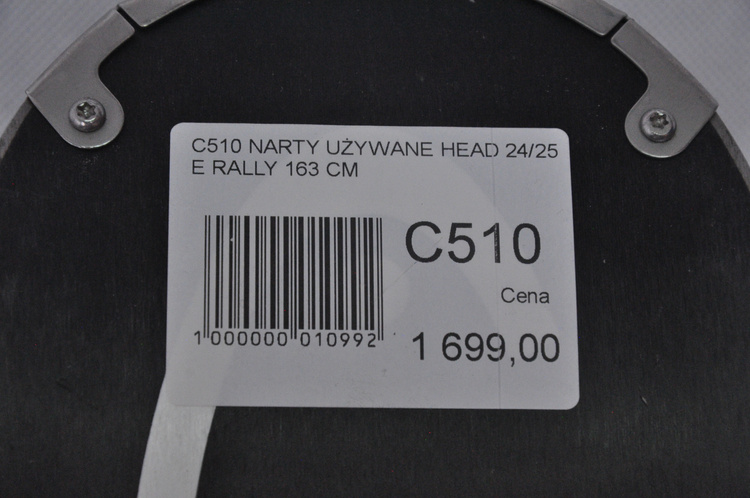 C510 NARTY UŻYWANE HEAD 24/25
E RALLY 163 CM
C510
Cena
1 000000 010992
1 699,00